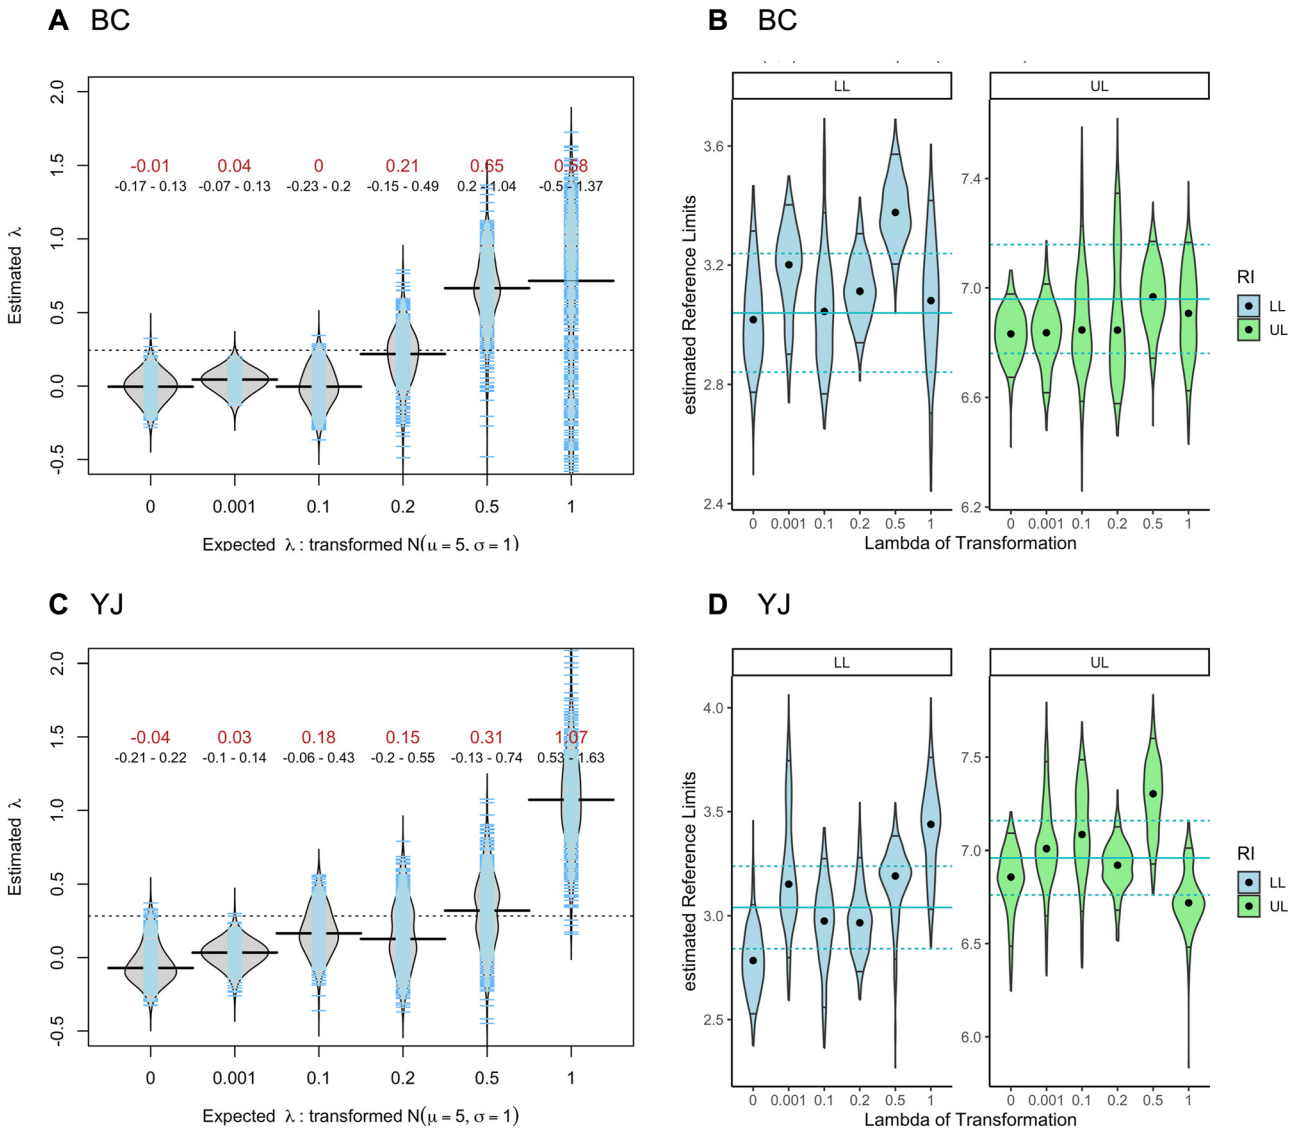 A BC
2.0
1.5
1.0
0.5
0.0
-0.5
Estimated λ
-0.01 0.04 0 0.21 0.65 0.58
-0.17 - 0.13 -0.07 - 0.13 -0.23 - 0.2 -0.15 - 0.49 0.2 - 1.04 -0.5 - 1.37
0 0.001 0.1 0.2 0.5 1
Expected λ : transformed N(μ = 5, σ = 1)
B BC
LL UL
3.6
3.2
2.8
2.4
7.4
7.0
6.6
6.2
estimated Reference Limits
0 0.001 0.1 0.2 0.5 1 0 0.001 0.1 0.2 0.5 1
Lambda of Transformation
RI
LL
UL
C YJ
2.0
1.5
1.0
0.5
0.0
-0.5
Estimated λ
-0.04 0.03 0.18 0.15 0.31 1.07
-0.21 - 0.22 -0.1 - 0.14 -0.06 - 0.43 -0.2 - 0.55 -0.13 - 0.74 0.53 - 1.63
0 0.001 0.1 0.2 0.5 1
Expected λ : transformed N(μ = 5, σ = 1)
D YJ
LL UL
4.0
3.5
3.0
2.5
7.5
7.0
6.5
6.0
estimated Reference Limits
0 0.001 0.1 0.2 0.5 1 0 0.001 0.1 0.2 0.5 1
Lambda of Transformation
RI
LL
UL